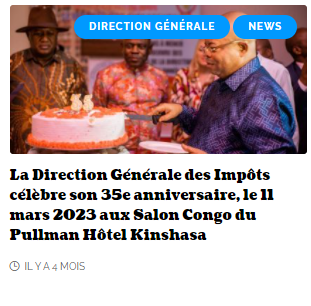 DIRECTION GÉNÉRALE
NEWS
La Direction Générale des Impôts
célèbre son 35e anniversaire, le 11
mars 2023 aux Salon Congo du
Pullman Hôtel Kinshasa
IL Y A 4 MOIS